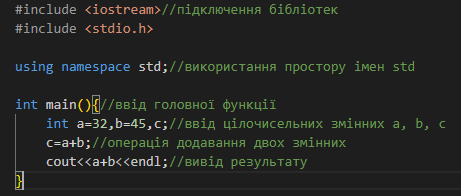 #include <iostream>//підключення бібліотек
#include <stdio.h>
using namespace std;//використання простору імен std
int main(){//ввід головної функції
int a=32,b=45,c;//ввід цілочисельних змінних a, b, c
c=a+b;//операція додавання двох змінних
cout<<a+b<<endl;//вивід результату
}